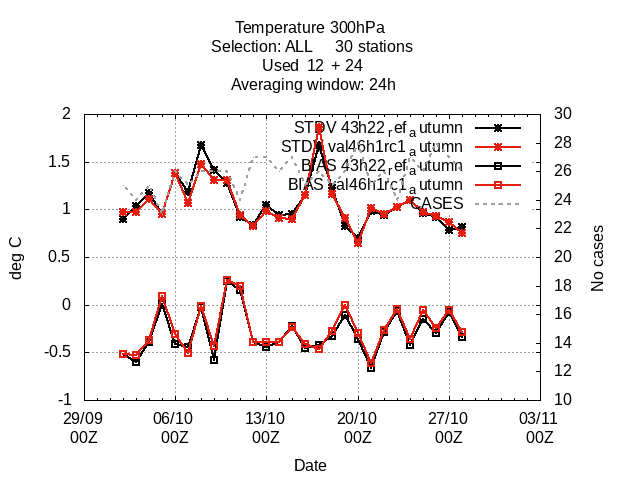 Temperature 300hPa
Selection: ALL 30 stations
Used 12 + 24
Averaging window: 24h
STDV 43h22_ref_autumn
STDV val46h1rc1_autumn
BIAS 43h22_ref_autumn
BIAS val46h1rc1_autumn
CASES
2
1.5
1
0.5
0
-0.5
-1
deg C
30
28
26
24
22
20
18
16
14
12
10
No cases
29/09 06/10 13/10 20/10 27/10 03/11
00Z 00Z 00Z 00Z 00Z 00Z
Date